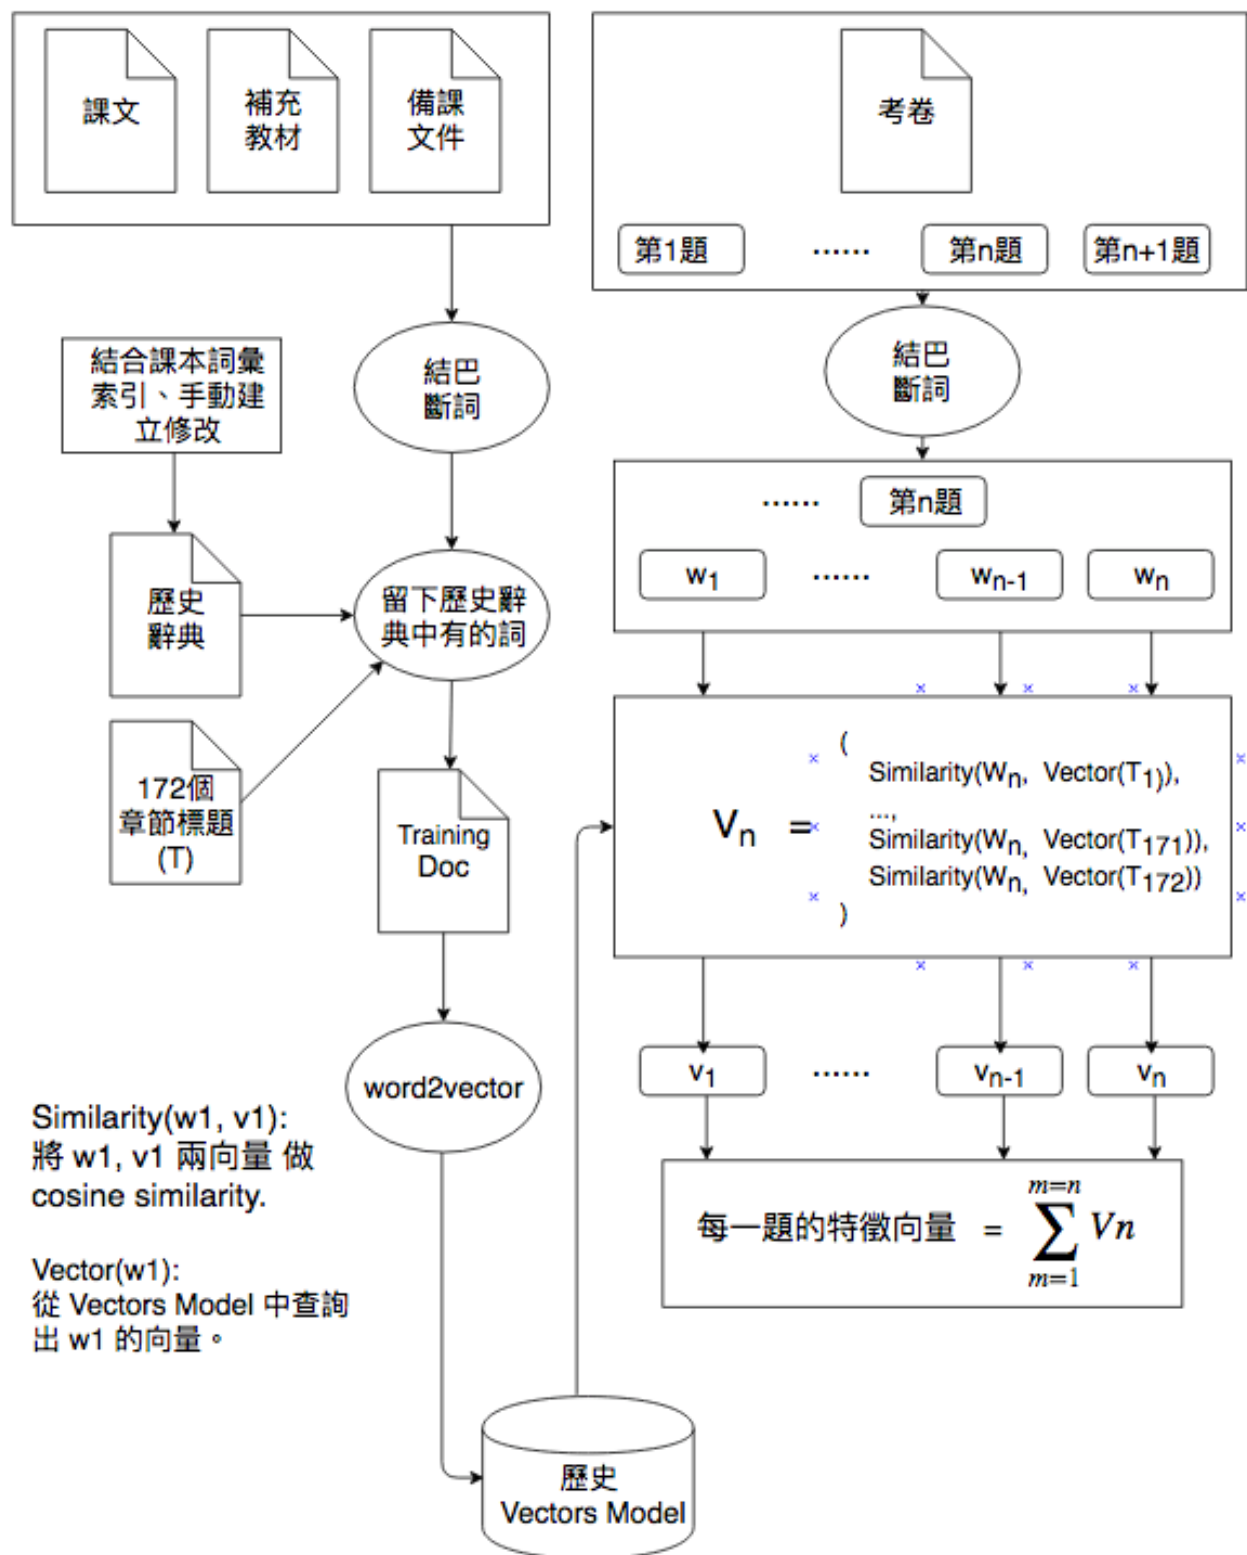 課文
補充
教材
備課
文件
考卷
第1題
······
第n題
第n+1題
結巴
斷詞
結合課本詞彙
索引、手動建
立修改
結巴
斷詞
······
第n題
w1
······
wn-1
wn
歷史
辭典
留下歷史辭
典中有的詞
172個
章節標題
(T)
Training
Doc
Vn =
(
Similarity(Wn, Vector(T1)),
...,
Similarity(Wn, Vector(T171)),
Similarity(Wn, Vector(T172))
)
word2vector
v1
······
vn-1
vn
Similarity(w1, v1):
將 w1, v1 兩向量 做
cosine similarity.
Vector(w1):
從 Vectors Model 中查詢
出 w1 的向量。
m=n
每一題的特徵向量 = ∑ Vn
m=1
歷史
Vectors Model